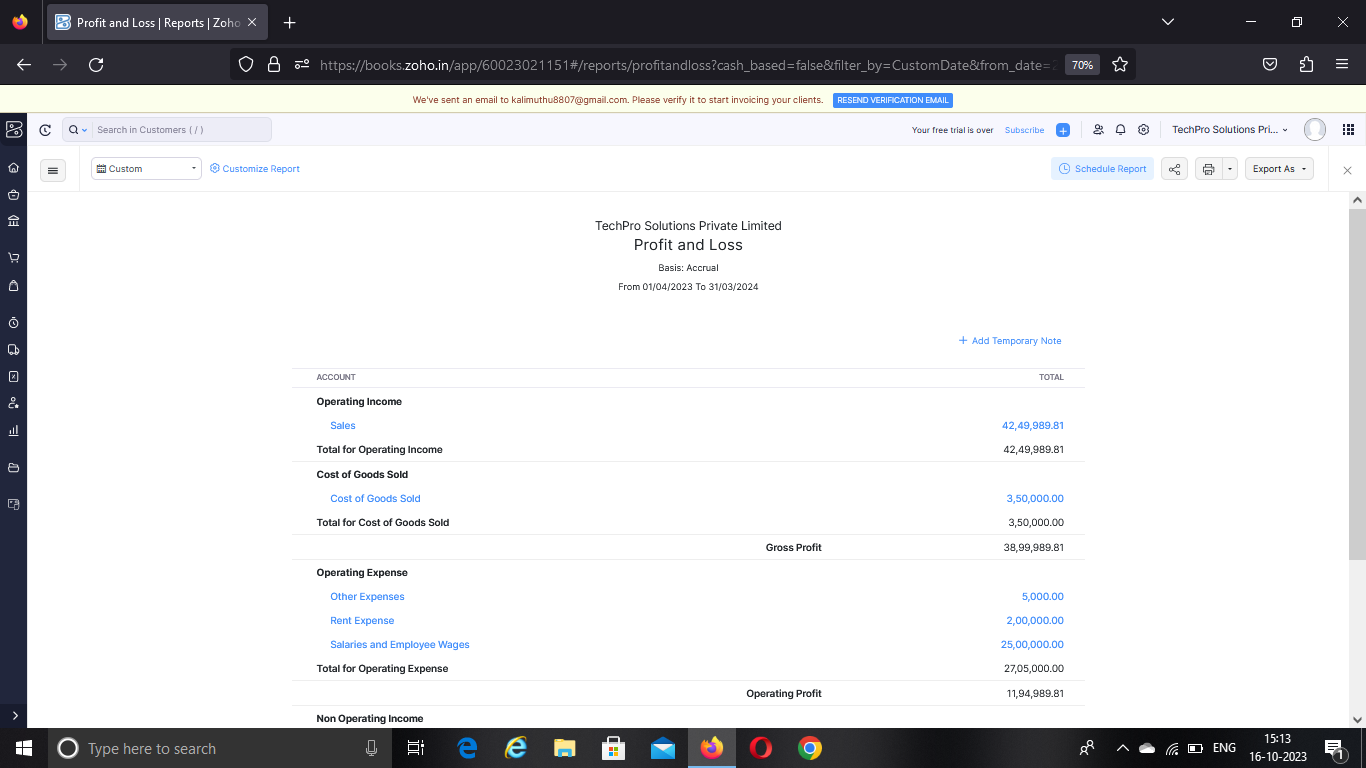 Profit and Loss | Reports | Zoho
https://books.zoho.in/app/60023021151#/reports/profitandloss?cash_based=false&filter_by=CustomDate&from_date=
70%
We've sent an email to kalimuthu8807@gmail.com. Please verify it to start invoicing your clients. RESEND VERIFICATION EMAIL
Search in Customers ( / )
Your free trial is over Subscribe
TechPro Solutions Pri...
Custom
Customize Report
Schedule Report
Export As
TechPro Solutions Private Limited
Profit and Loss
Basis: Accrual
From 01/04/2023 To 31/03/2024
+ Add Temporary Note
ACCOUNT TOTAL
Operating Income
Sales 42,49,989.81
Total for Operating Income 42,49,989.81
Cost of Goods Sold
Cost of Goods Sold 3,50,000.00
Total for Cost of Goods Sold 3,50,000.00
Gross Profit 38,99,989.81
Operating Expense
Other Expenses 5,000.00
Rent Expense 2,00,000.00
Salaries and Employee Wages 25,00,000.00
Total for Operating Expense 27,05,000.00
Operating Profit 11,94,989.81
Non Operating Income
Type here to search
ENG
15:13
16-10-2023
1